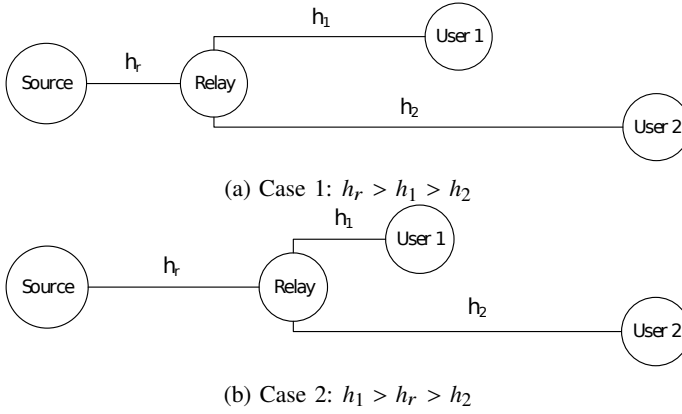 h₁
User 1
hᵣ
Source
Relay
h₂
User 2
(a) Case 1: hᵣ > h₁ > h₂
h₁
User 1
hᵣ
Source
Relay
h₂
User 2
(b) Case 2: h₁ > hᵣ > h₂